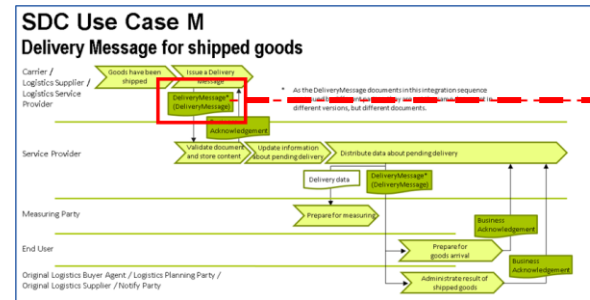 SDC Use Case M
Delivery Message for shipped goods
Carrier /
Logistics Supplier /
Logistics Service
Provider
Goods have been
shipped
Issue a Delivery
Message
DeliveryMessage*
(DeliveryMessage)
* As the DeliveryMessage documents in this integration sequence
different versions, but different documents.
Acknowledgement
Service Provider
Validate document
and store content
Update information
about pending delivery
Distribute data about pending delivery
Delivery data
DeliveryMessage*
(DeliveryMessage)
Measuring Party
Prepare for measuring
Business
Acknowledgement
End User
Prepare for
goods arrival
Business
Acknowledgement
Original Logistics Buyer Agent / Logistics Planning Party /
Original Logistics Supplier / Notify Party
Administrate result of
shipped goods